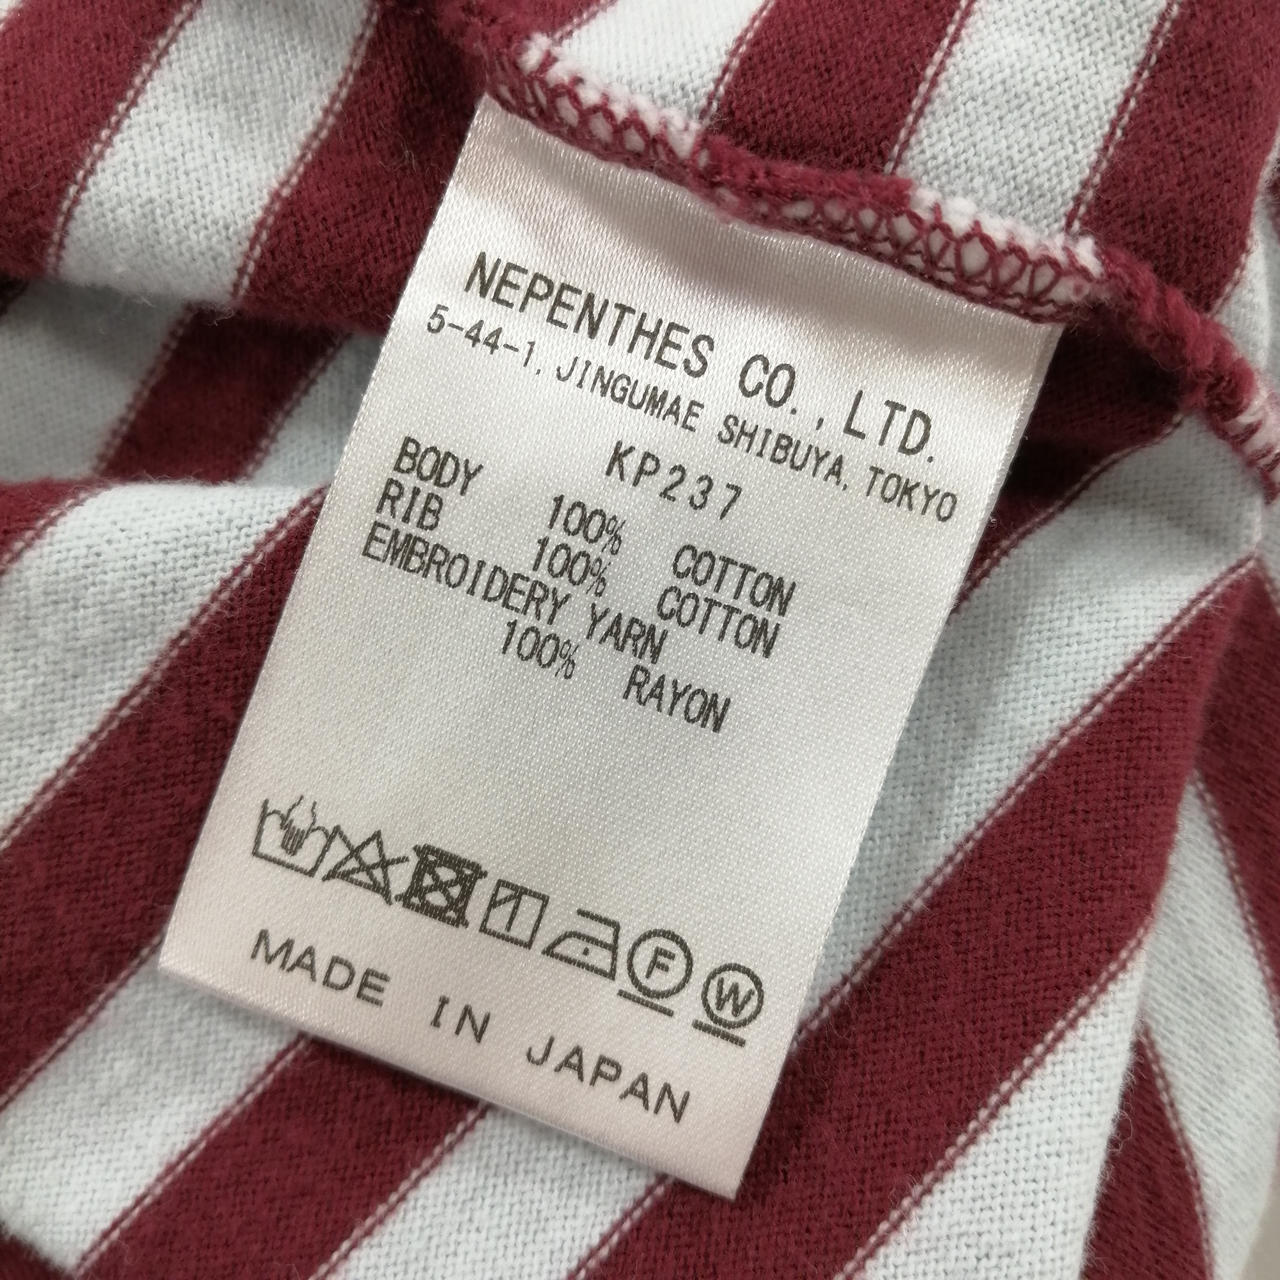 NEPENTHES CO., LTD.
5-44-1, JINGUMAE SHIBUYA, TOKYO
KP237
BODY 100% COTTON
RIB 100% COTTON
EMBROIDERY YARN
100% RAYON
F W
MADE IN JAPAN